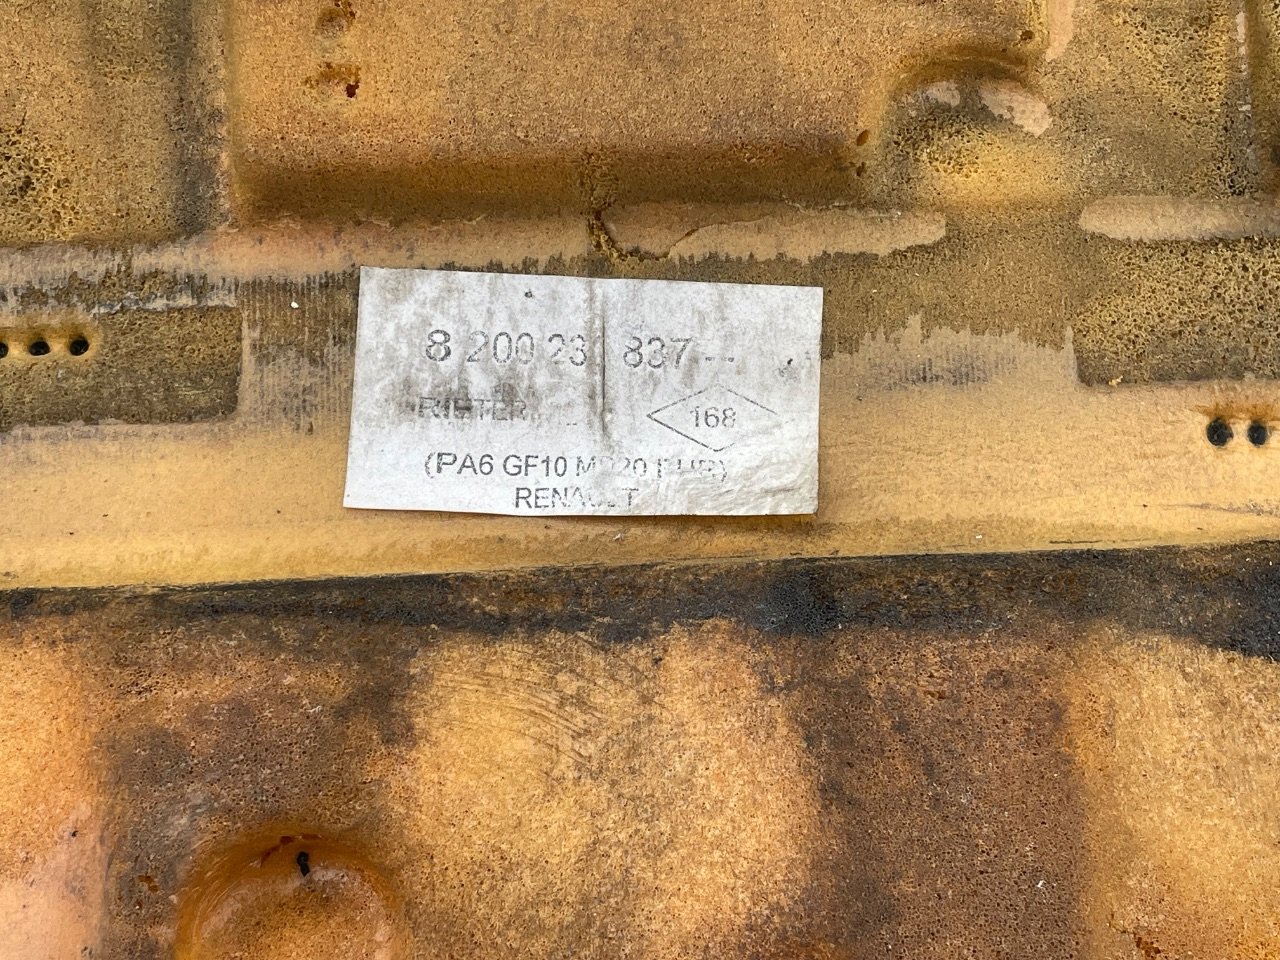 8 200 23 837--
RIETER
168
(PA6 GF10
RENAULT